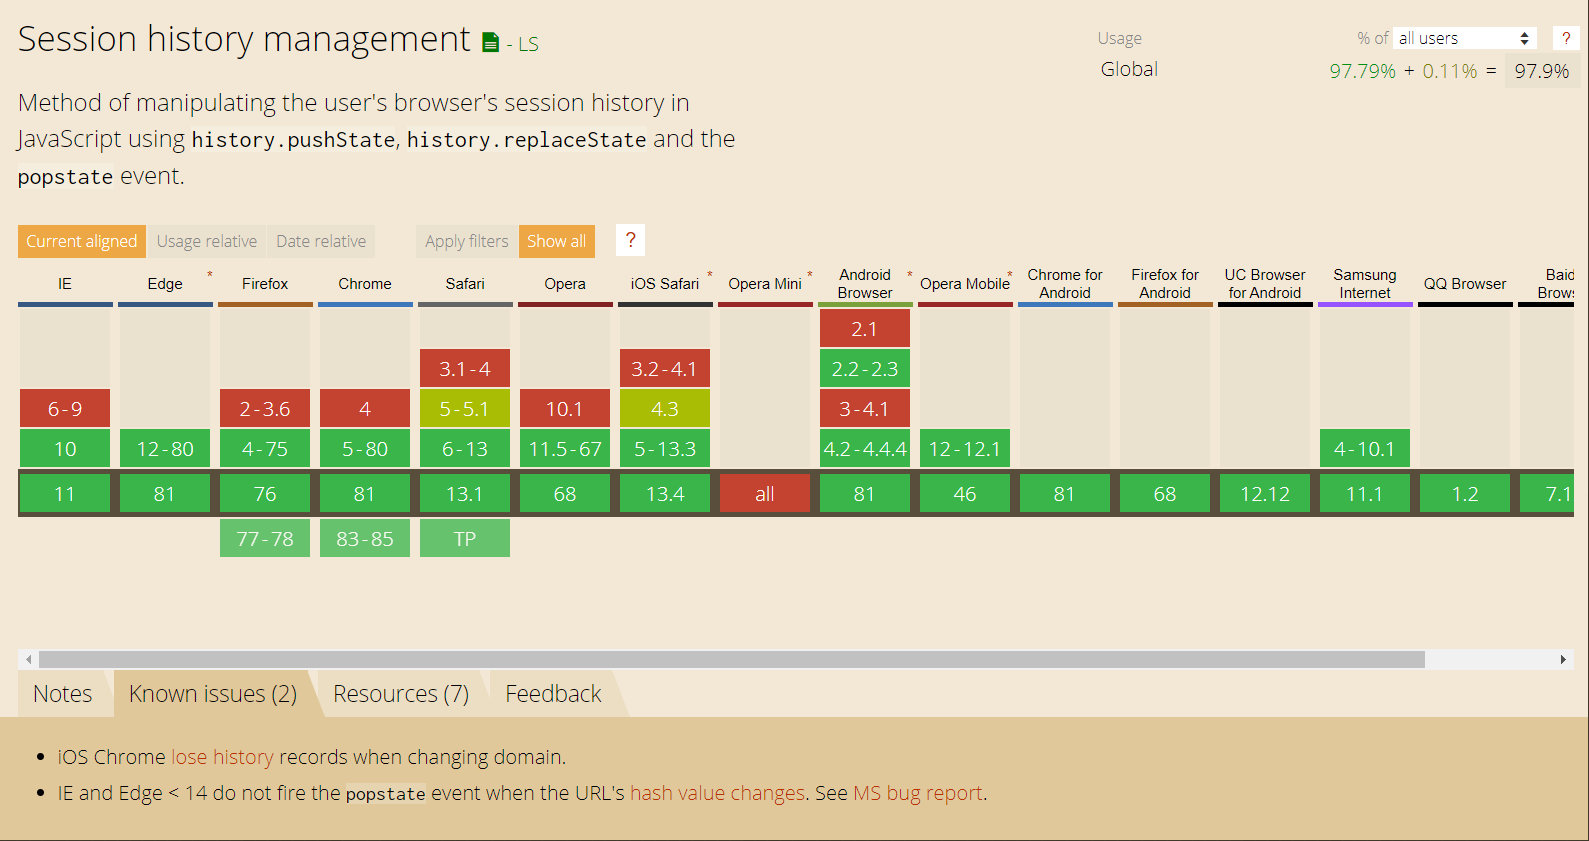 Session history management - LS
Usage
% of all users ?
Global
97.79% + 0.11% = 97.9%
Method of manipulating the user's browser's session history in
JavaScript using history.pushState, history.replaceState and the
popstate event.
Current aligned Usage relative Date relative Apply filters Show all ?
IE Edge * Firefox Chrome Safari Opera iOS Safari * Opera Mini * Android Browser * Opera Mobile * Chrome for Android Firefox for Android UC Browser for Android Samsung Internet QQ Browser
2.1
3.1-4 3.2-4.1 2.2-2.3
6-9 2-3.6 4 5-5.1 10.1 4.3 3-4.1
10 12-80 4-75 5-80 6-13 11.5-67 5-13.3 4.2-4.4.4 12-12.1 4-10.1
11 81 76 81 13.1 68 13.4 all 81 46 81 68 12.12 11.1 1.2
77-78 83-85 TP
Notes Known issues (2) Resources (7) Feedback
• iOS Chrome lose history records when changing domain.
• IE and Edge < 14 do not fire the popstate event when the URL's hash value changes. See MS bug report.